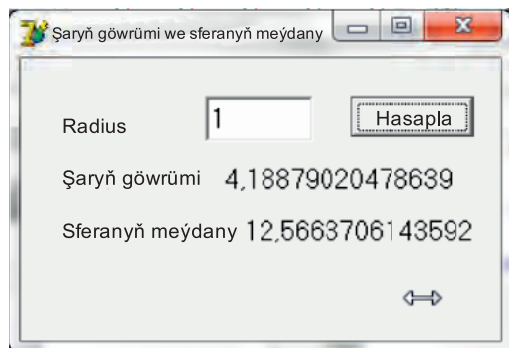 Şaryň göwrümi we sferanyň meýdany
Radius 1 Hasapla
Şaryň göwrümi 4,18879020478639
Sferanyň meýdany 12,5663706143592